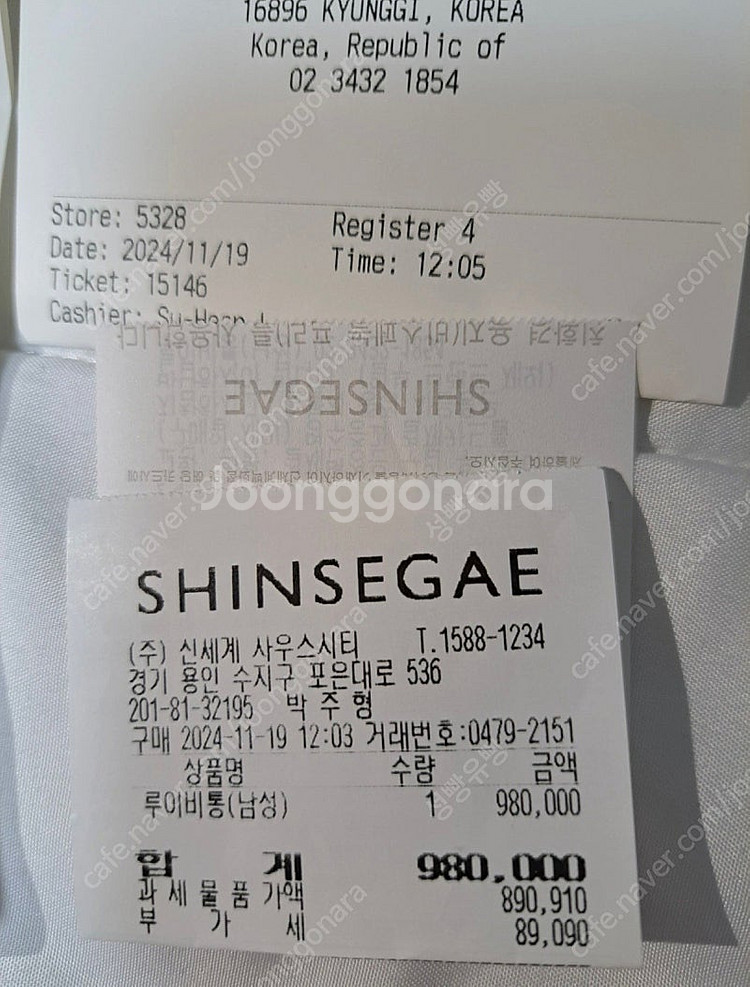 16896 KYUNGGI, KOREA
Korea, Republic of
02 3432 1854
Store: 5328 Register 4
Date: 2024/11/19 Time: 12:05
Ticket: 15146
Cashier:
SHINSEGAE
Joonggonara
SHINSEGAE
(주) 신세계 사우스시티 T.1588-1234
경기 용인 수지구 포은대로 536
201-81-32195 박 주 형
구매 2024-11-19 12:03 거래번호:0479-2151
상품명 수량 금액
루이비통(남성) 1 980,000
합 계 980,000
과 세 물 품 가액 890,910
부 가 세 89,090